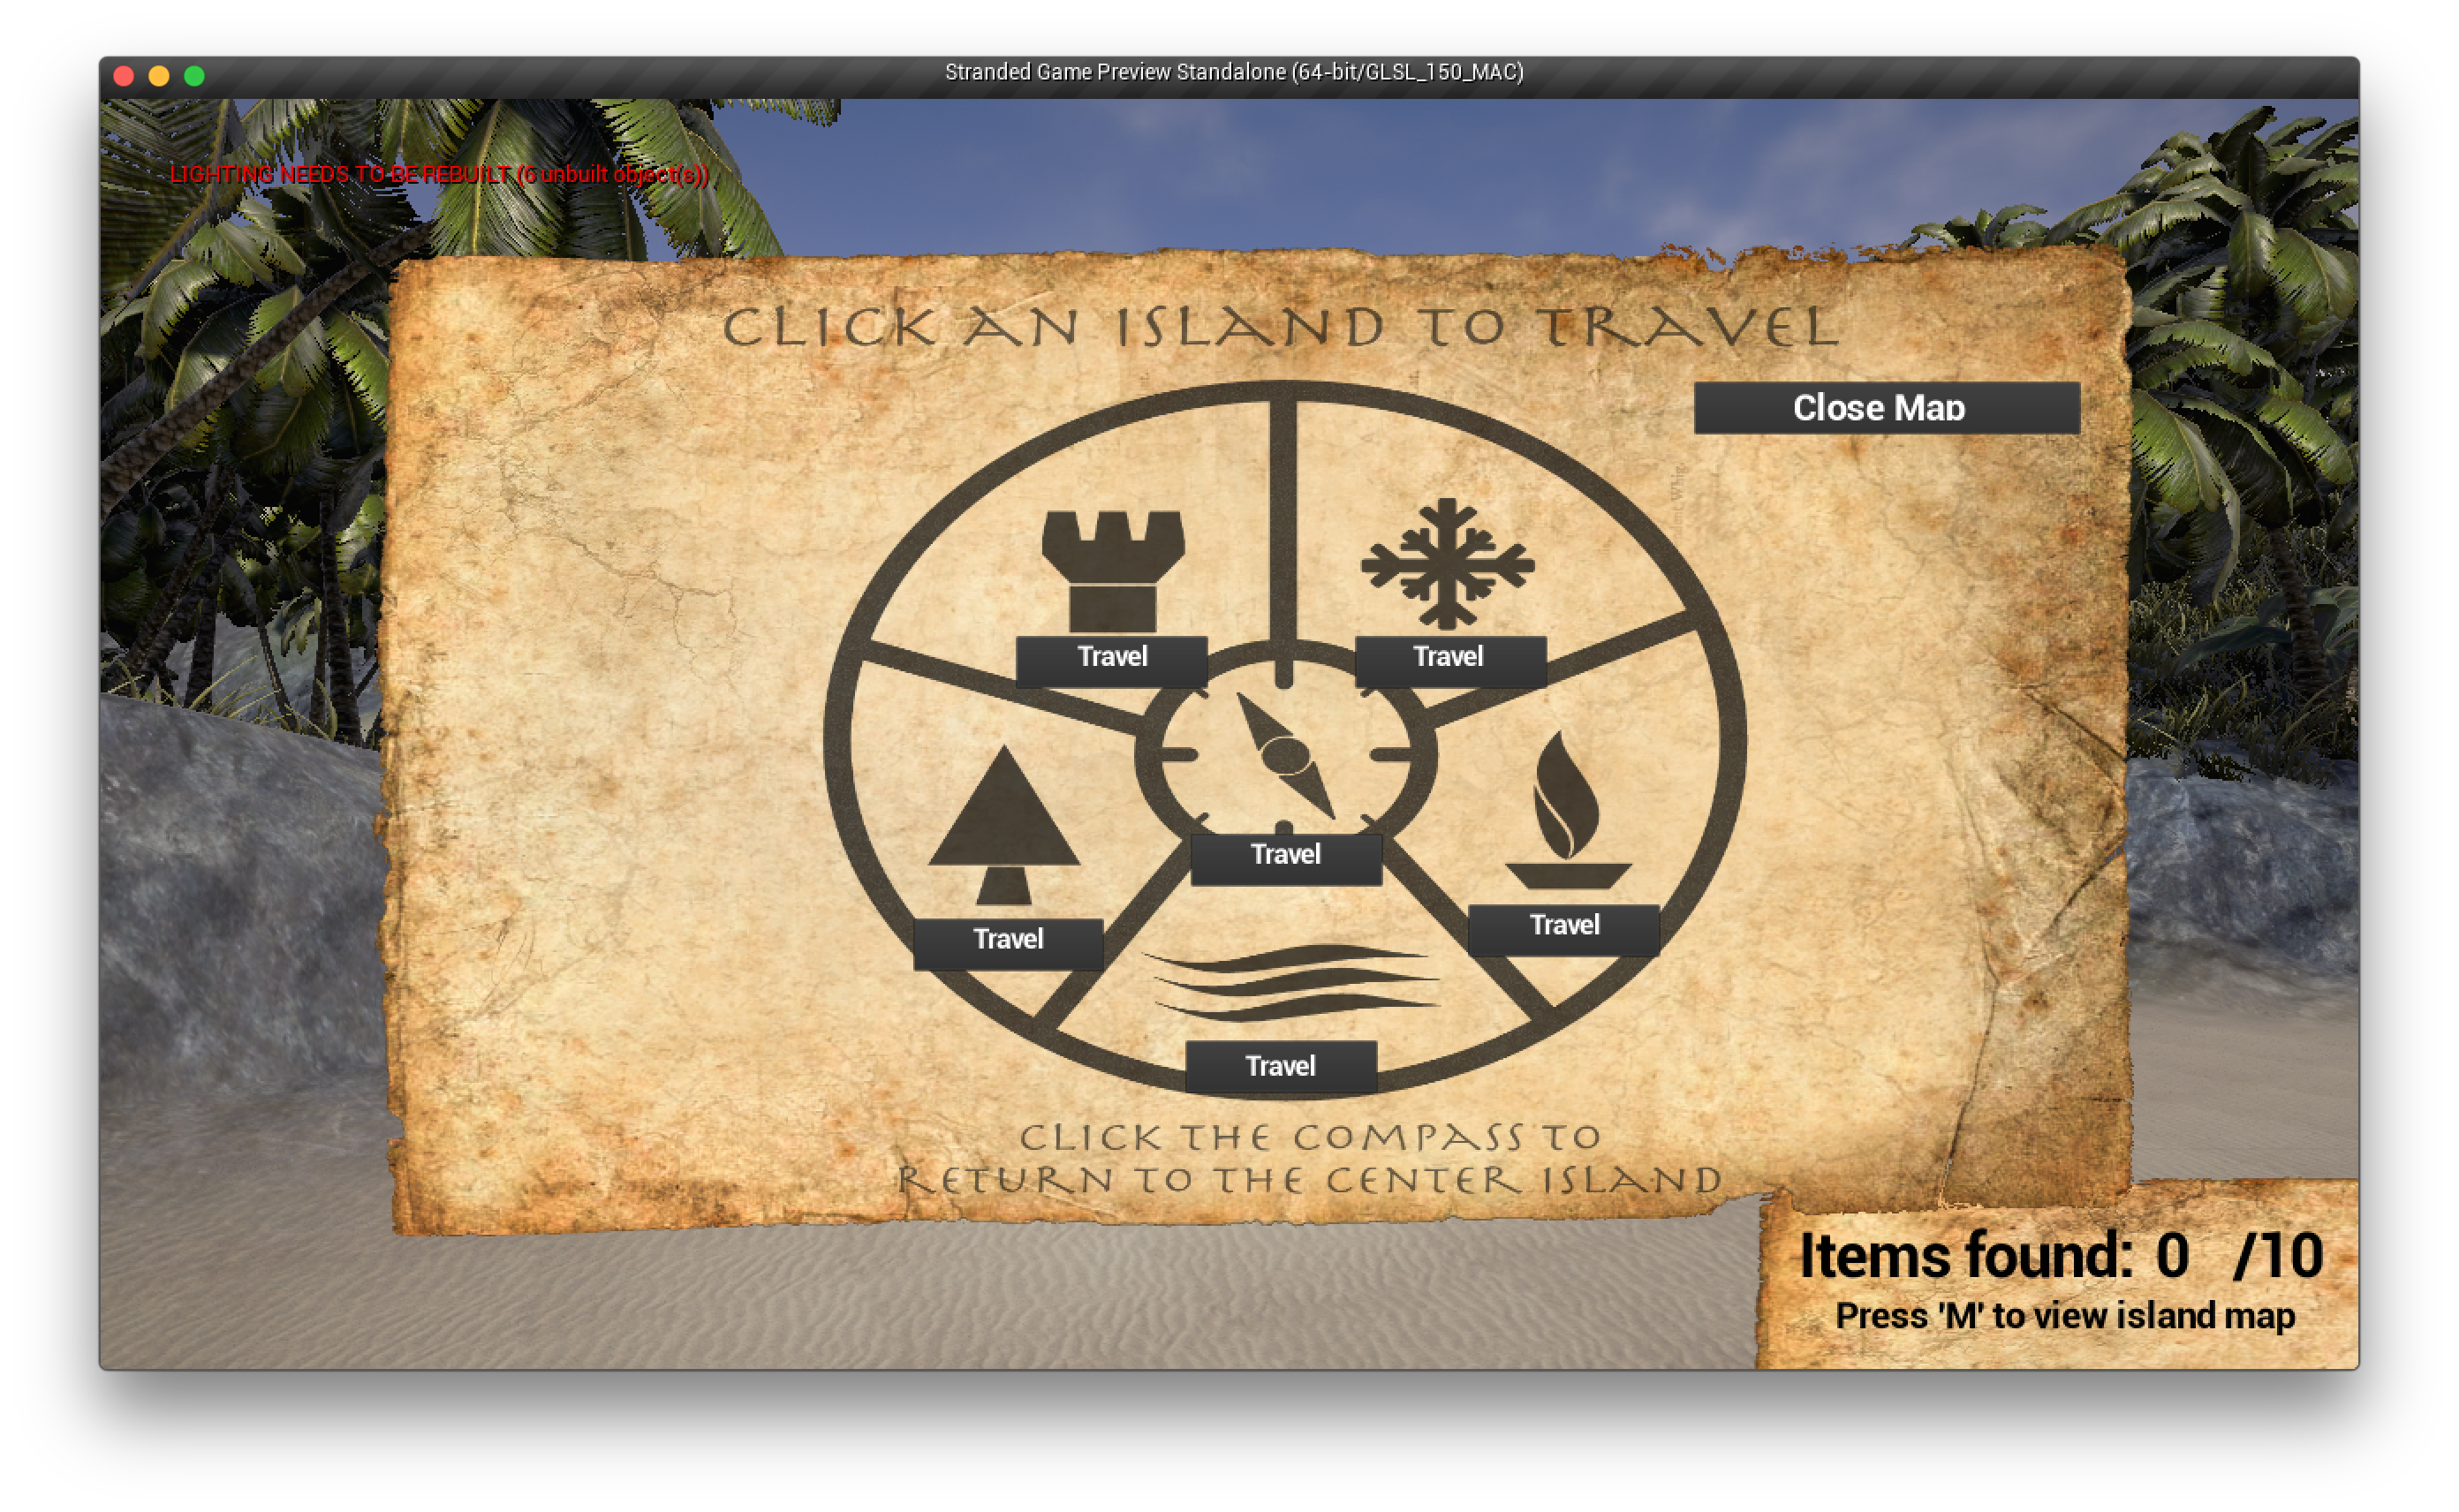 Stranded Game Preview Standalone (64-bit/GLSL_150_MAC)
LIGHTING NEEDS TO BE REBUILT (6 unbuilt object(s))
CLICK AN ISLAND TO TRAVEL
Close Map
Travel
Travel
Travel
Travel
Travel
Travel
CLICK THE COMPASS TO
RETURN TO THE CENTER ISLAND
Items found: 0 /10
Press 'M' to view island map